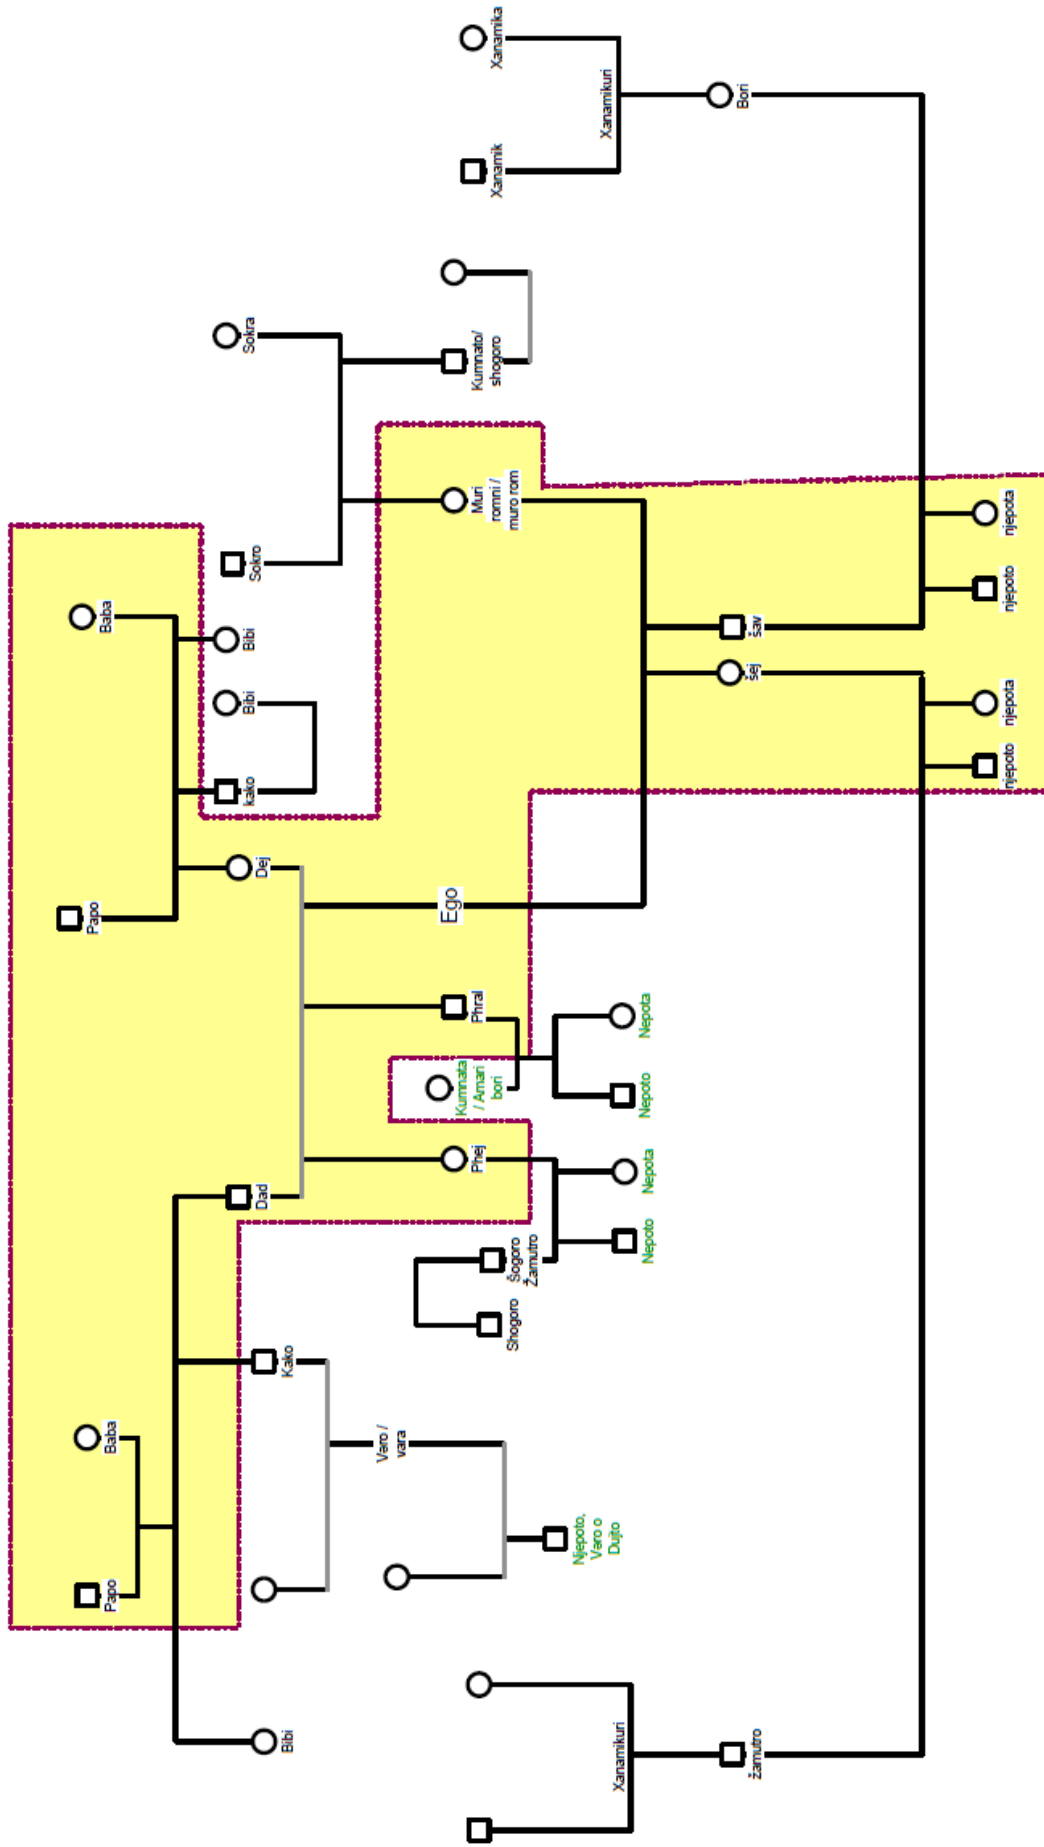 Papo
Baba
Papo
Baba
Bibi
Kako
Dad
Dej
kako
Bibi
Bibi
Sokro
Sokra
Varo /
vara
Shogoro
Šogoro
Žamutro
Phej
Kumnata
/ Amari
bori
Phral
Ego
Muri
romni /
muro rom
Kumnato/
shogoro
Xanamik
Xanamika
Njepoto,
Varo o
Dujto
Nepoto
Nepota
Nepoto
Nepota
Xanamikuri
Xanamikuri
žamutro
šej
šav
Bori
njepoto
njepota
njepoto
njepota